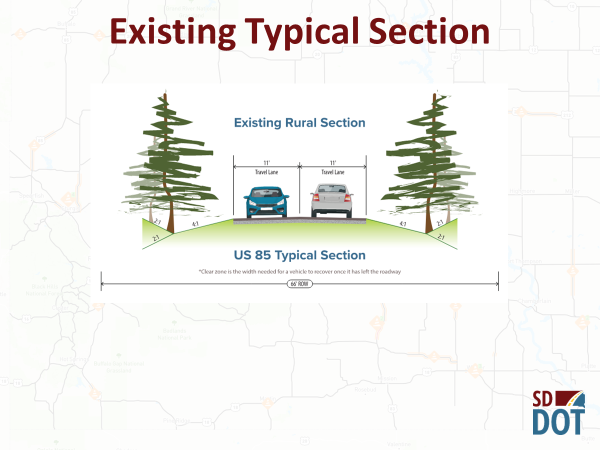 Existing Typical Section
Existing Rural Section
11' 11'
Travel Lane Travel Lane
2:1 4:1 4:1 2:1
2:1 2:1
US 85 Typical Section
*Clear zone is the width needed for a vehicle to recover once it has left the roadway
66' ROW
SD
DOT